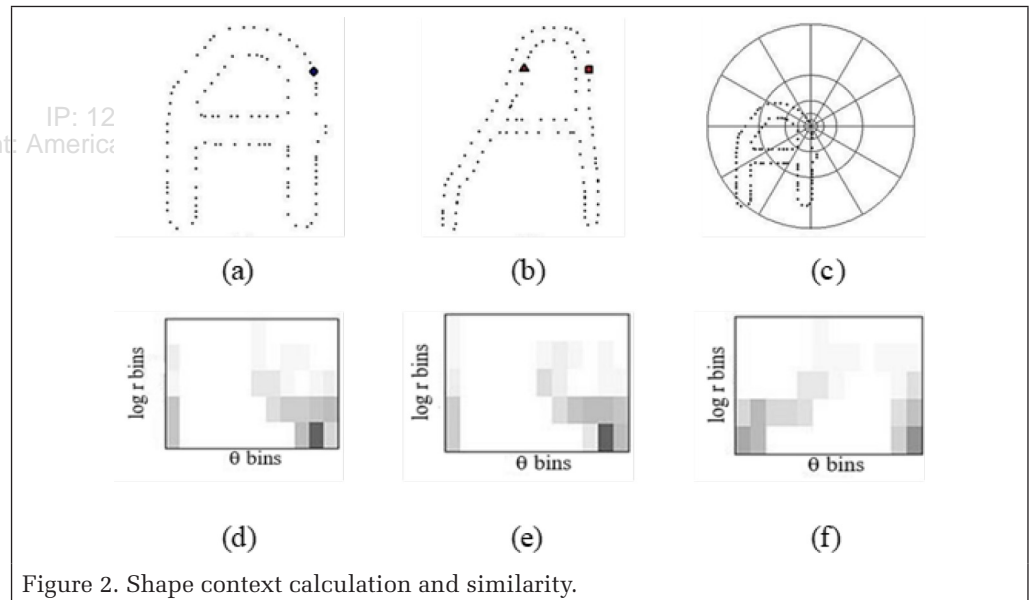 IP: 12
nt: America
(a)
(b)
(c)
log r bins
θ bins
log r bins
θ bins
log r bins
θ bins
(d)
(e)
(f)
Figure 2. Shape context calculation and similarity.